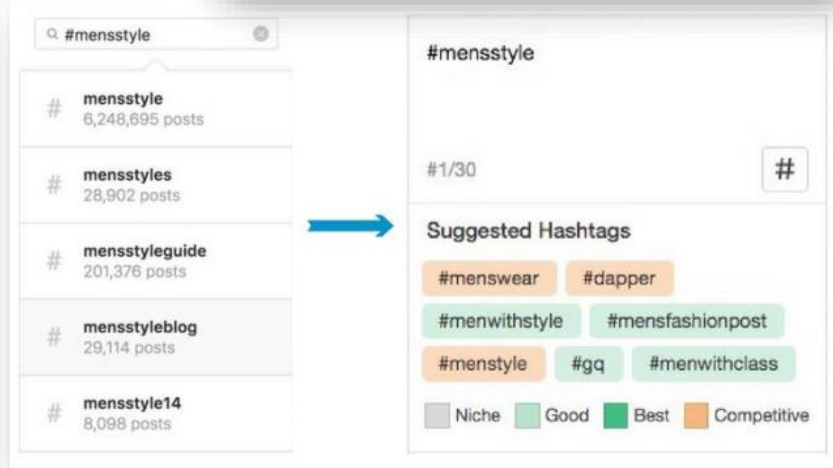 #mensstyle
# mensstyle
6,248,695 posts
# mensstyles
28,902 posts
# mensstyleguide
201,376 posts
# mensstyleblog
29,114 posts
# mensstyle14
8,098 posts
#mensstyle
#1/30 #
Suggested Hashtags
#menswear #dapper
#menwithstyle #mensfashionpost
#menstyle #gq #menwithclass
Niche Good Best Competitive